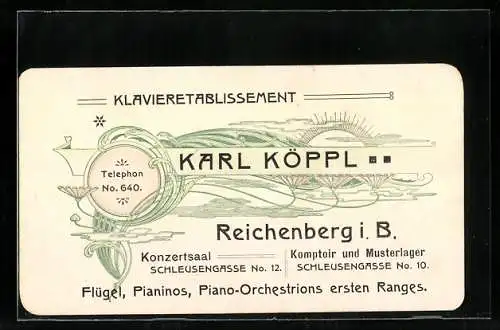 KLAVIERETABLISSEMENT
KARL KÖPPL
Telephon
No. 640.
Reichenberg i. B.
Konzertsaal
SCHLEUSENGASSE No. 12.
Komptoir und Musterlager
SCHLEUSENGASSE No. 10.
Flügel, Pianinos, Piano-Orchestrions ersten Ranges.